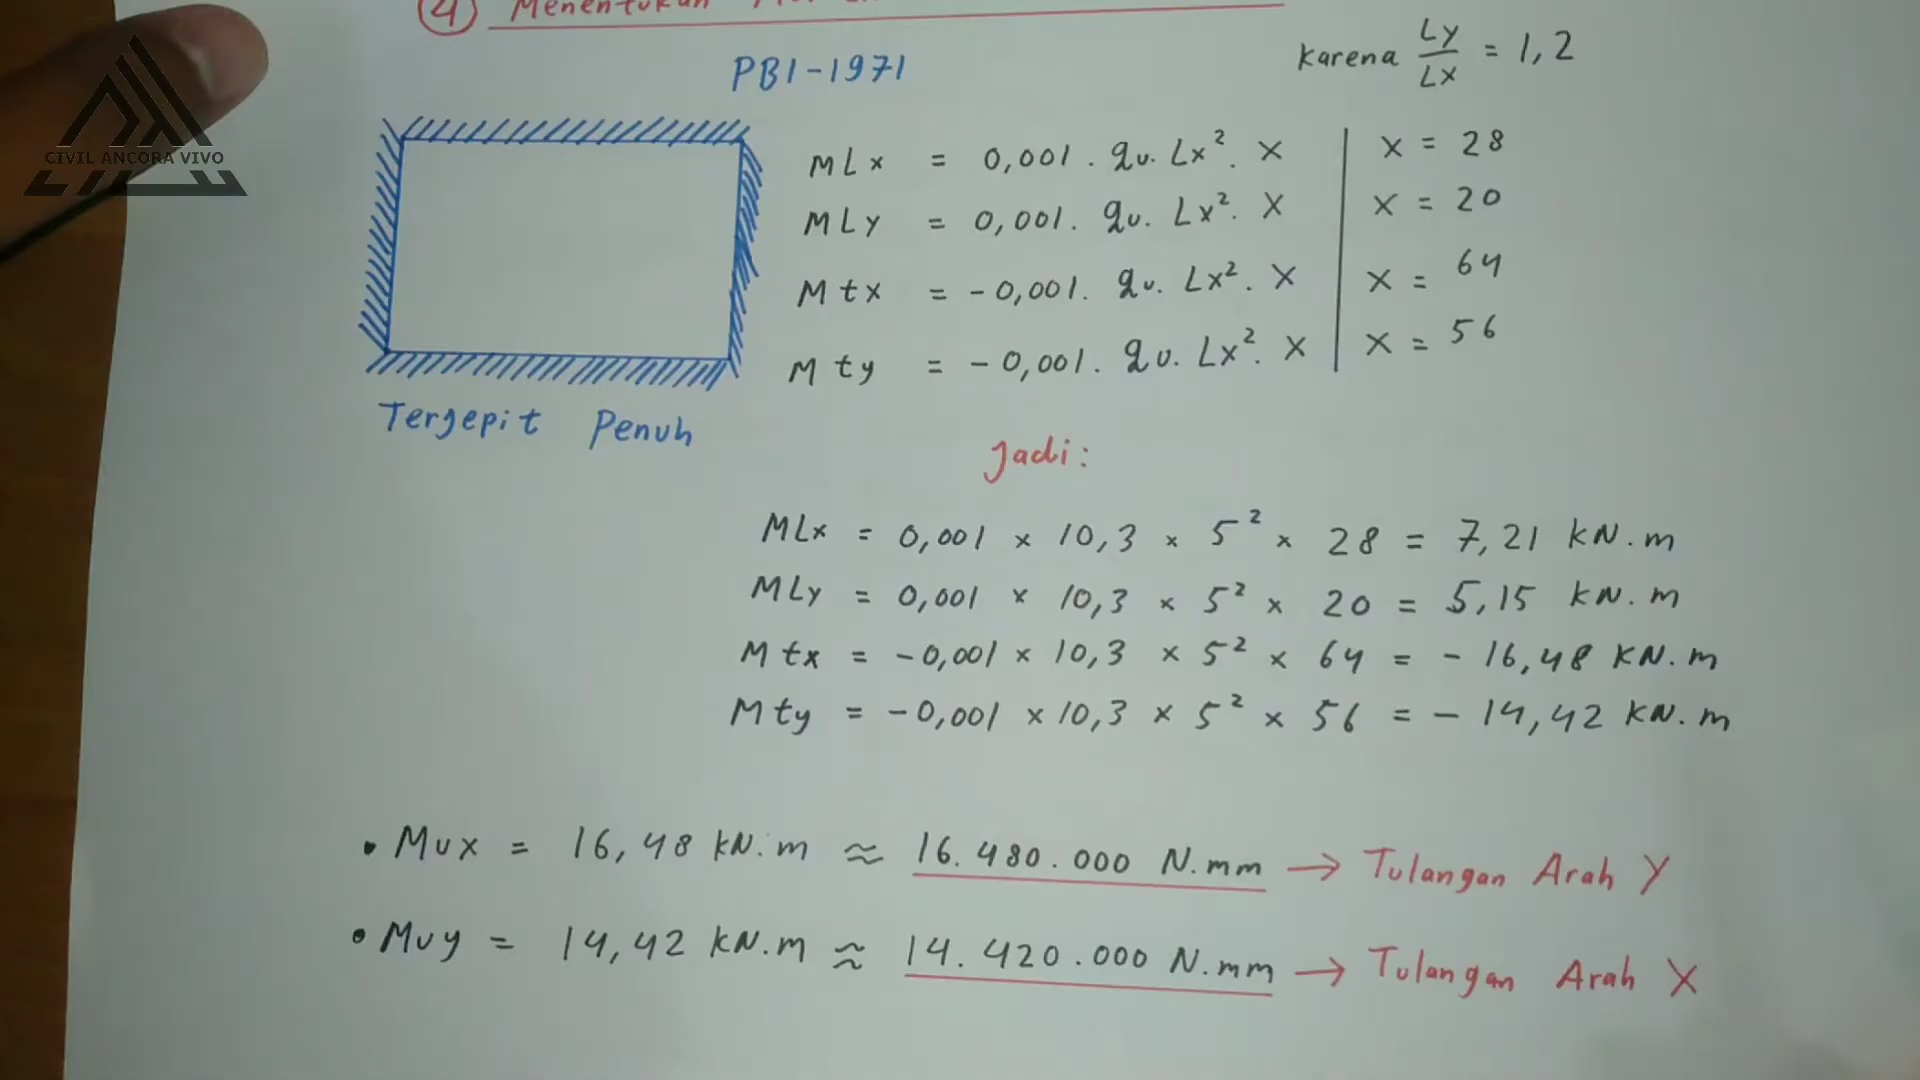 4 Menentukan
PBI-1971
Karena Ly/Lx = 1,2
CIVIL ANCORA VIVO
MLx = 0,001 . qu. Lx². X | X = 28
MLy = 0,001. qu. Lx². X | X = 20
Mtx = -0,001. qu. Lx². X | X = 64
Mty = -0,001. qu. Lx². X | X = 56
Terjepit Penuh
Jadi:
MLx = 0,001 × 10,3 × 5² × 28 = 7,21 kN.m
MLy = 0,001 × 10,3 × 5² × 20 = 5,15 kN.m
Mtx = -0,001 × 10,3 × 5² × 64 = - 16,48 kN.m
Mty = -0,001 × 10,3 × 5² × 56 = - 14,42 kN.m
• Mux = 16,48 kN.m ≈ 16.480.000 N.mm → Tulangan Arah Y
• Muy = 14,42 kN.m ≈ 14.420.000 N.mm → Tulangan Arah X